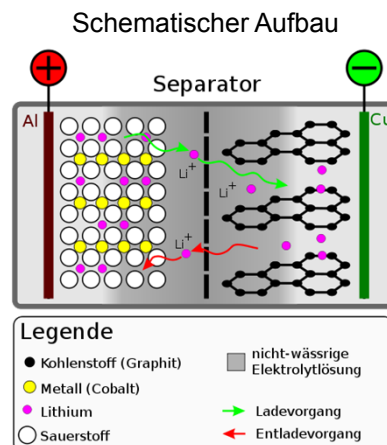 Schematischer Aufbau
+
−
Separator
Al
Cu
Li+
Li+
Li+
Legende
Kohlenstoff (Graphit)
Metall (Cobalt)
Lithium
Sauerstoff
nicht-wässrige
Elektrolytlösung
Ladevorgang
Entladevorgang